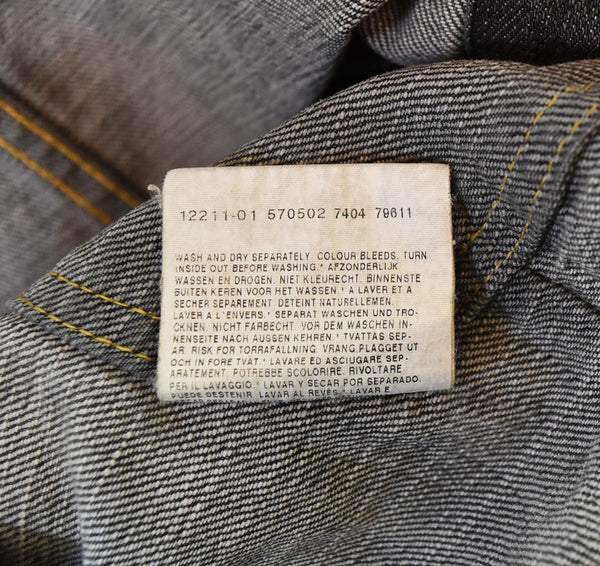 12211-01 570502 7404 79611
WASH AND DRY SEPARATELY. COLOUR BLEEDS. TURN
INSIDE OUT BEFORE WASHING.' AFZONDERLIJK
WASSEN EN DROGEN. NIET KLEURECHT. BINNENSTE
BUITEN KEREN VOOR HET WASSEN.' A LAVER ET A
SECHER SEPAREMENT. DETEINT NATURELLEMEN.
LAVER A L'ENVERS.' SEPARAT WASCHEN UND TRO-
CKNEN. NICHT FARBECHT. VOR DEM WASCHEN IN-
NENSEITE NACH AUSSEN KEHREN.' TVATTAS SEP-
AR. RISK FOR TORRAFALLNING. VRANG PLAGGET UT
OCH IN FORE TVAT.' LAVARE ED ASCIUGARE SEP-
ARATEMENT. POTREBBE SCOLORIRE. RIVOLTARE
PER IL LAVAGGIO.' LAVAR Y SECAR POR SEPARADO.
PUEDE DESTENIR. LAVAR AL REVES.' LAVAR E